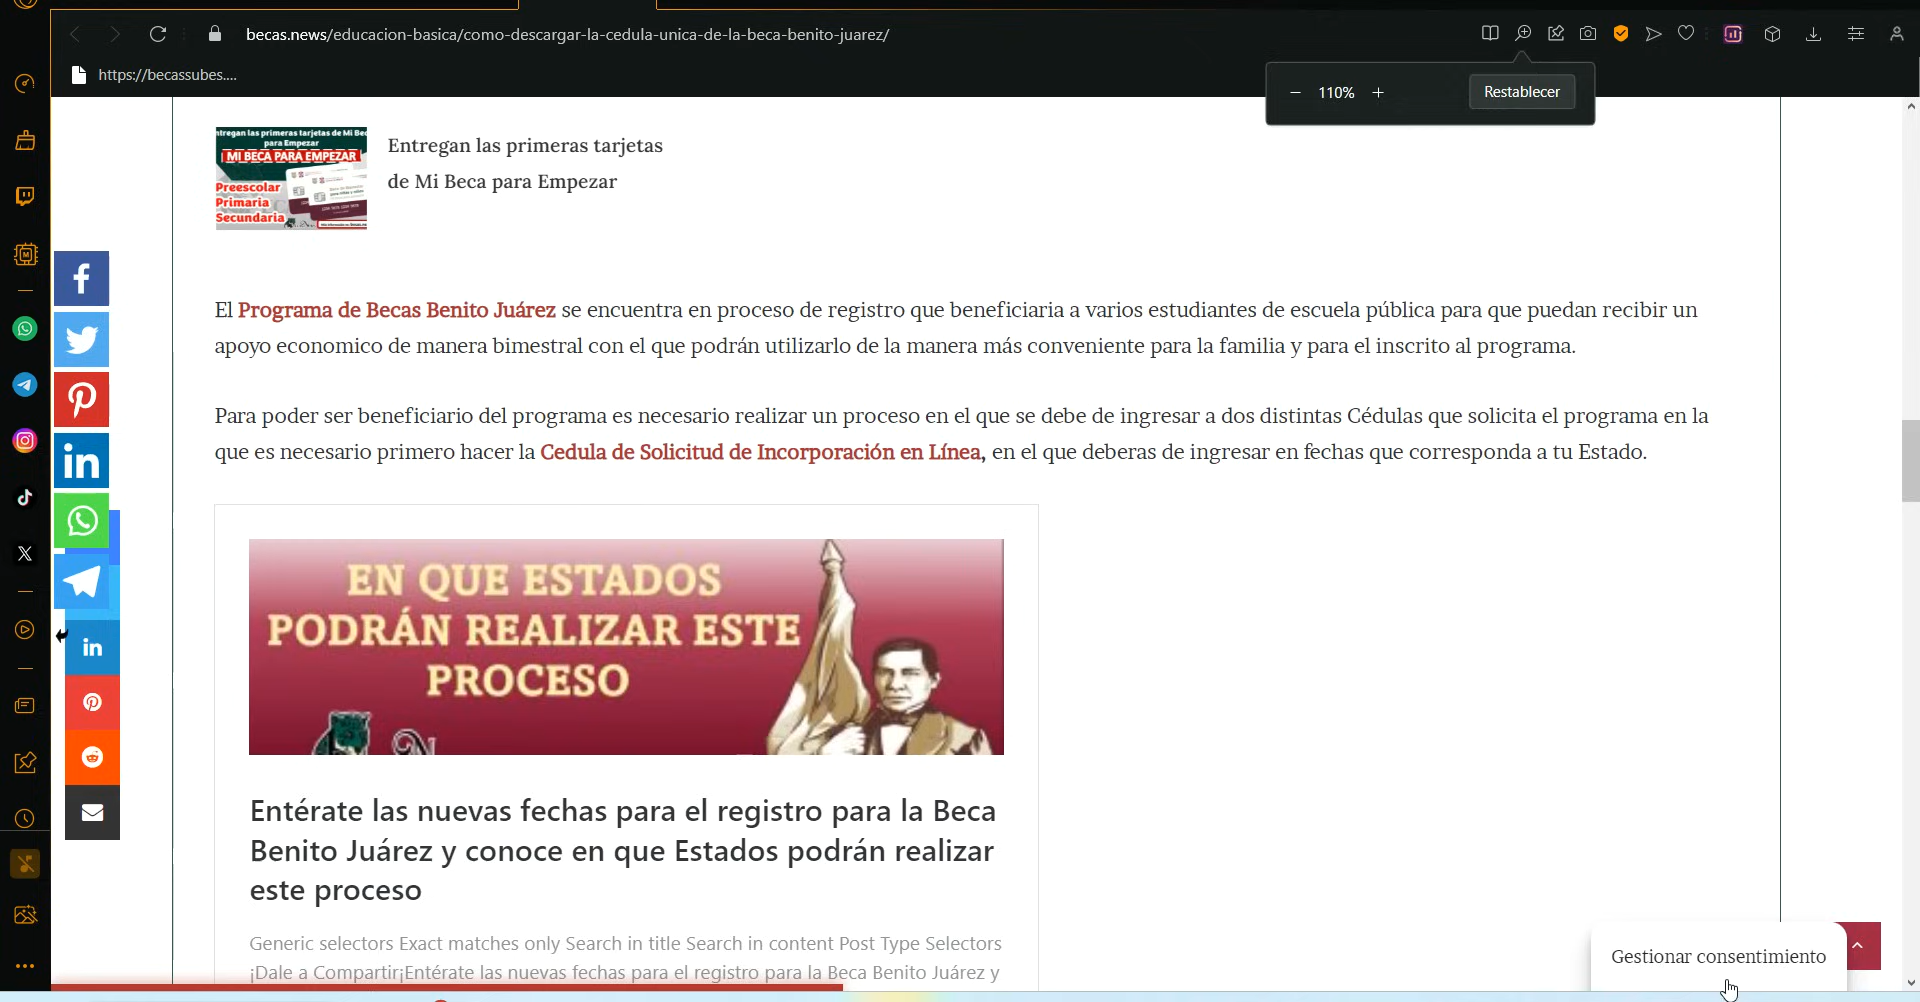 becas.news/educacion-basica/como-descargar-la-cedula-unica-de-la-beca-benito-juarez/
https://becassubes....
110%
Restablecer
para Empezar
MI BECA PARA EMPEZAR
Preescolar
Primaria
Secundaria
Entregan las primeras tarjetas
de Mi Beca para Empezar
El Programa de Becas Benito Juárez se encuentra en proceso de registro que beneficiaria a varios estudiantes de escuela pública para que puedan recibir un
apoyo economico de manera bimestral con el que podrán utilizarlo de la manera más conveniente para la familia y para el inscrito al programa.
Para poder ser beneficiario del programa es necesario realizar un proceso en el que se debe de ingresar a dos distintas Cédulas que solicita el programa en la
que es necesario primero hacer la Cedula de Solicitud de Incorporación en Línea, en el que deberas de ingresar en fechas que corresponda a tu Estado.
EN QUE ESTADOS
PODRÁN REALIZAR ESTE
PROCESO
Entérate las nuevas fechas para el registro para la Beca
Benito Juárez y conoce en que Estados podrán realizar
este proceso
Generic selectors Exact matches only Search in title Search in content Post Type Selectors
¡Dale a Compartir¡Entérate las nuevas fechas para el registro para la Beca Benito Juárez y
Gestionar consentimiento